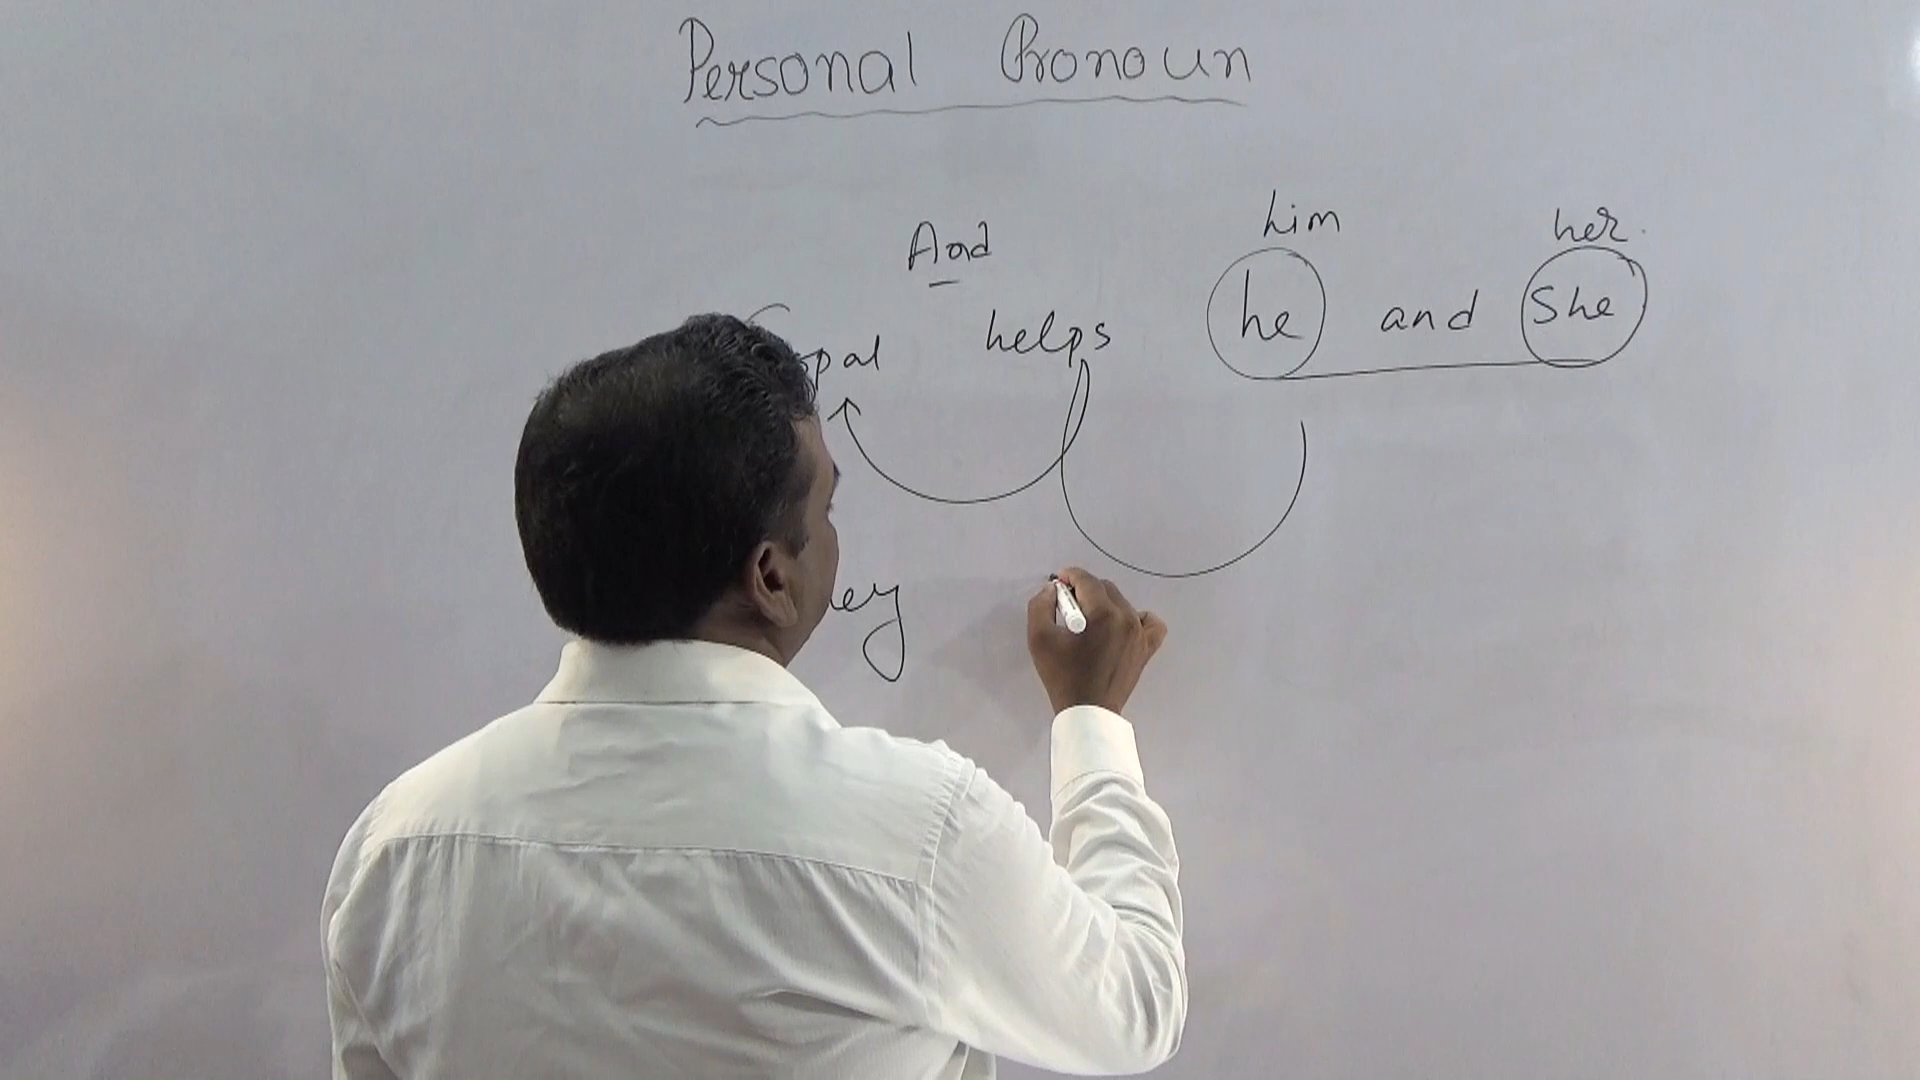 Personal Pronoun
And him her.
opal helps he and She
ey